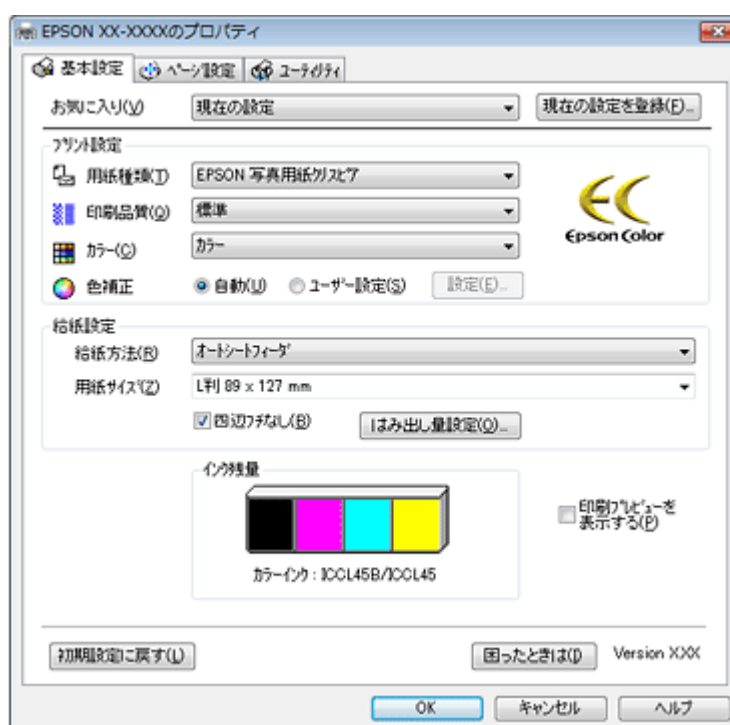 EPSON XX-XXXXのプロパティ
基本設定 ページ設定 ユーティリティ
お気に入り(V) 現在の設定 現在の設定を登録(F)...
プリント設定
用紙種類(T) EPSON 写真用紙クリスピア
印刷品質(Q) 標準
Epson Color
カラー(C) カラー
色補正 自動(U) ユーザー設定(S) 設定(E)...
給紙設定
給紙方法(R) オートシートフィーダ
用紙サイズ(Z) L判 89 x 127 mm
四辺フチなし(B) はみ出し量設定(O)...
インク残量
印刷プレビューを
表示する(P)
カラーインク : ICCL45B/ICCL45
初期設定に戻す(L) 困ったときは(I) Version X.XX
OK キャンセル ヘルプ